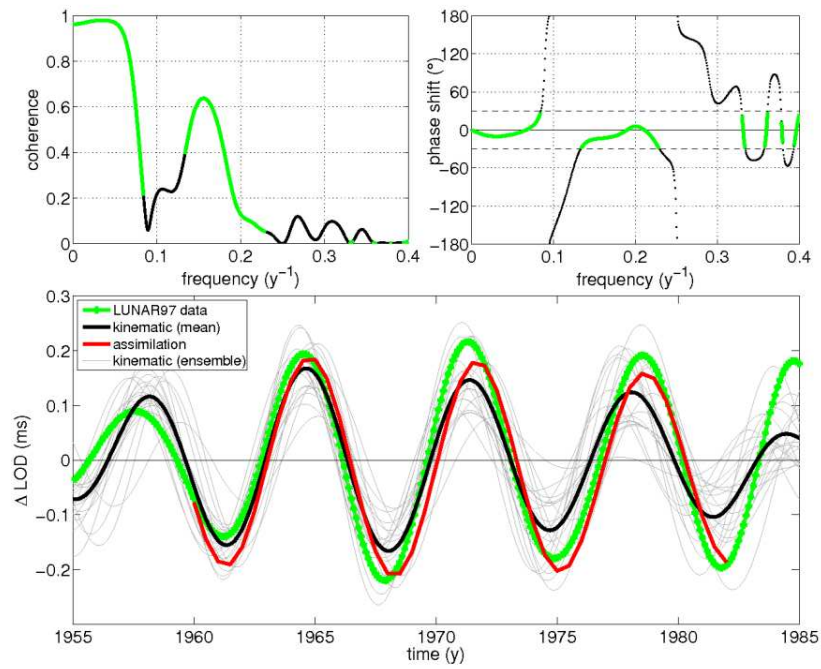 1
0.8
0.6
0.4
0.2
0
coherence
0 0.1 0.2 0.3 0.4
frequency (y⁻¹)
180
120
60
0
−60
−120
−180
phase shift (°)
0 0.1 0.2 0.3 0.4
frequency (y⁻¹)
0.3
0.2
0.1
0
−0.1
−0.2
Δ LOD (ms)
LUNAR97 data
kinematic (mean)
assimilation
kinematic (ensemble)
1955 1960 1965 1970 1975 1980 1985
time (y)